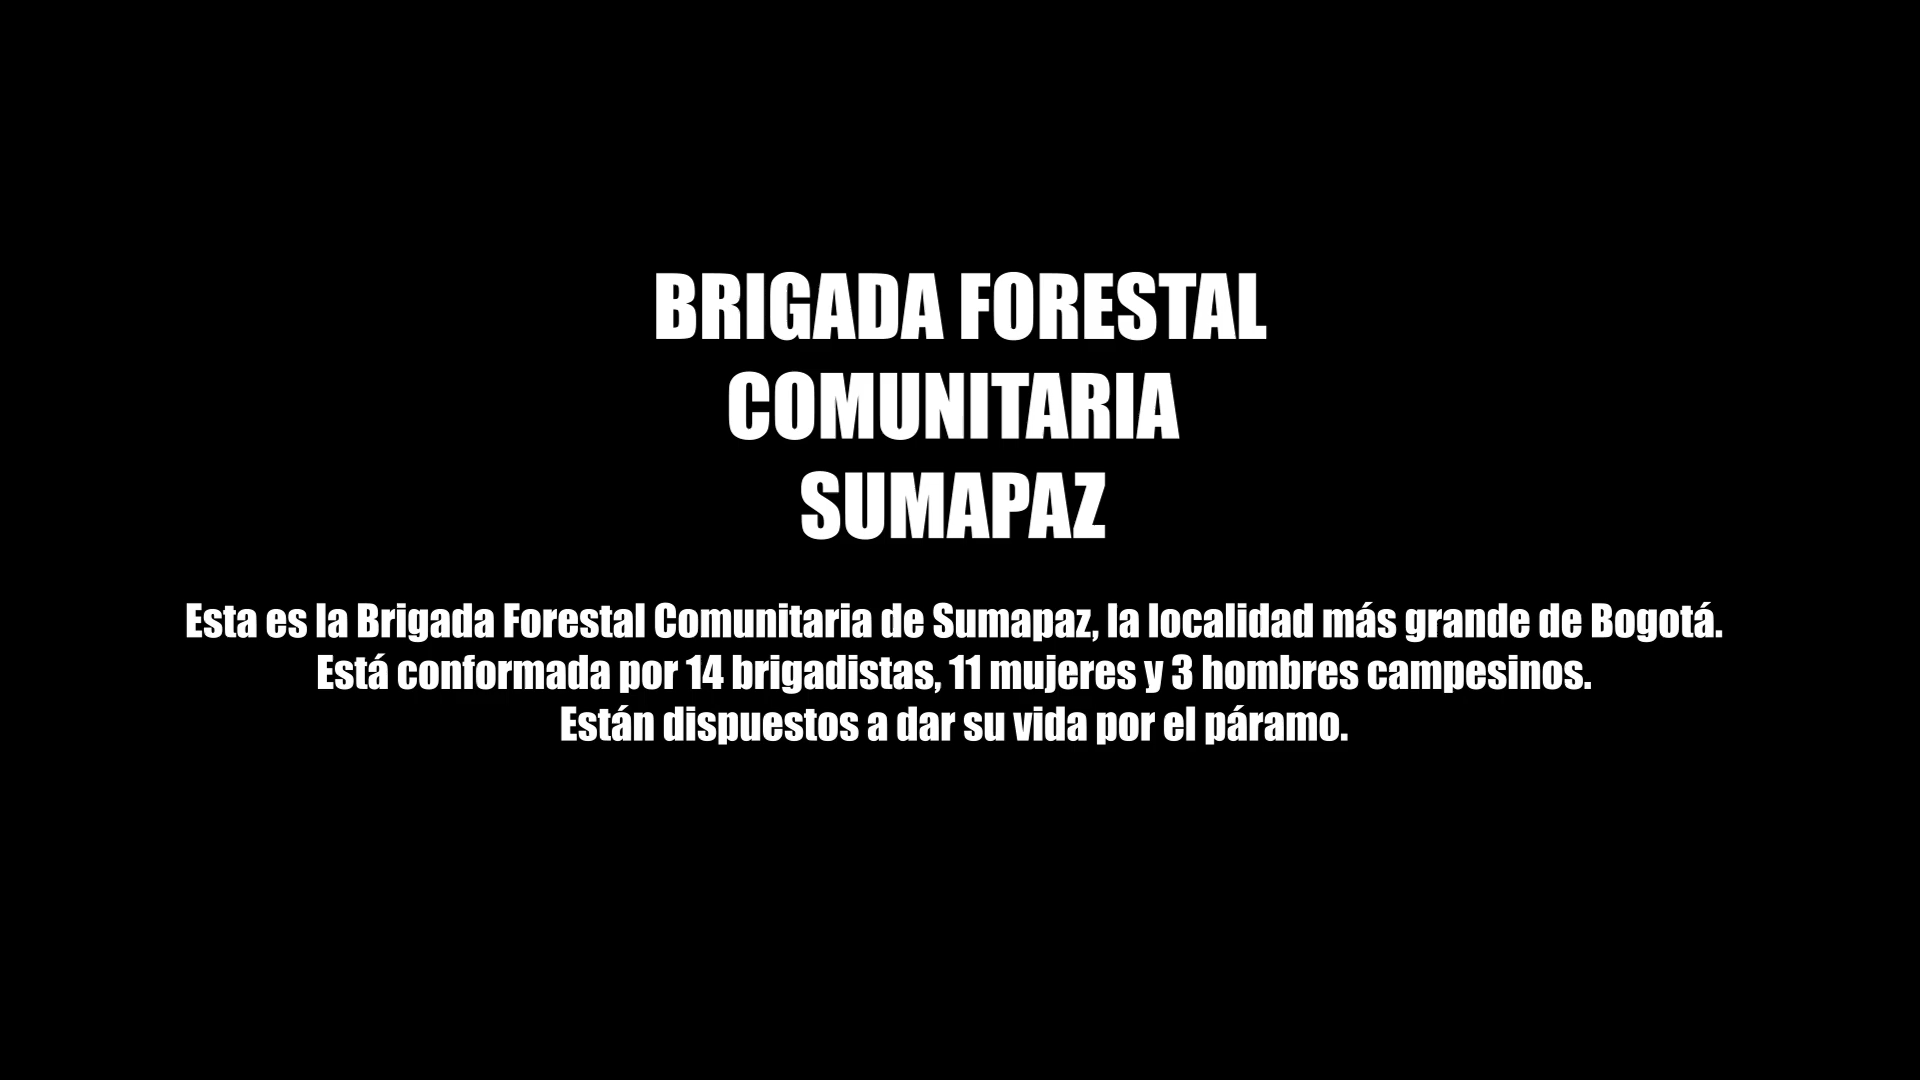 BRIGADA FORESTAL
COMUNITARIA
SUMAPAZ
Esta es la Brigada Forestal Comunitaria de Sumapaz, la localidad más grande de Bogotá.
Está conformada por 14 brigadistas, 11 mujeres y 3 hombres campesinos.
Están dispuestos a dar su vida por el páramo.